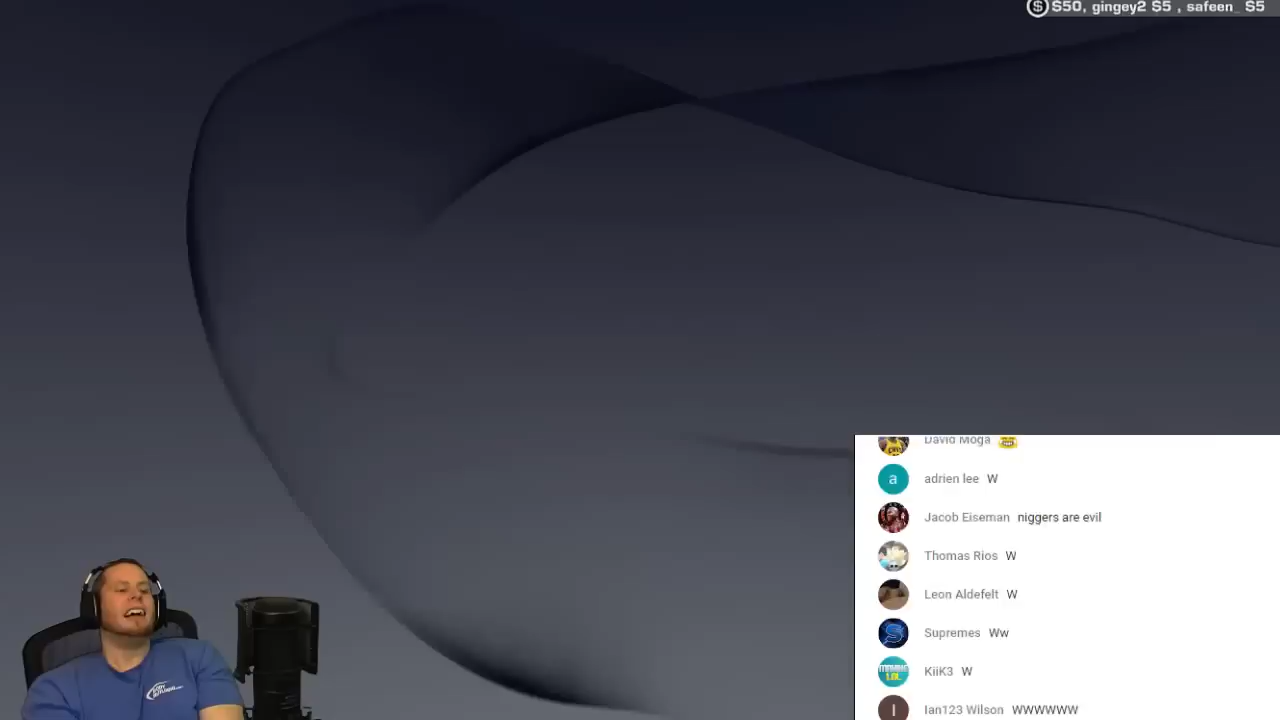 $50, gingey2 $5 , safeen_ $5
David Moga
adrien lee W
Jacob Eiseman niggers are evil
Thomas Rios W
Leon Aldefelt W
Supremes Ww
KiiK3 W
Ian123 Wilson WWWWWW